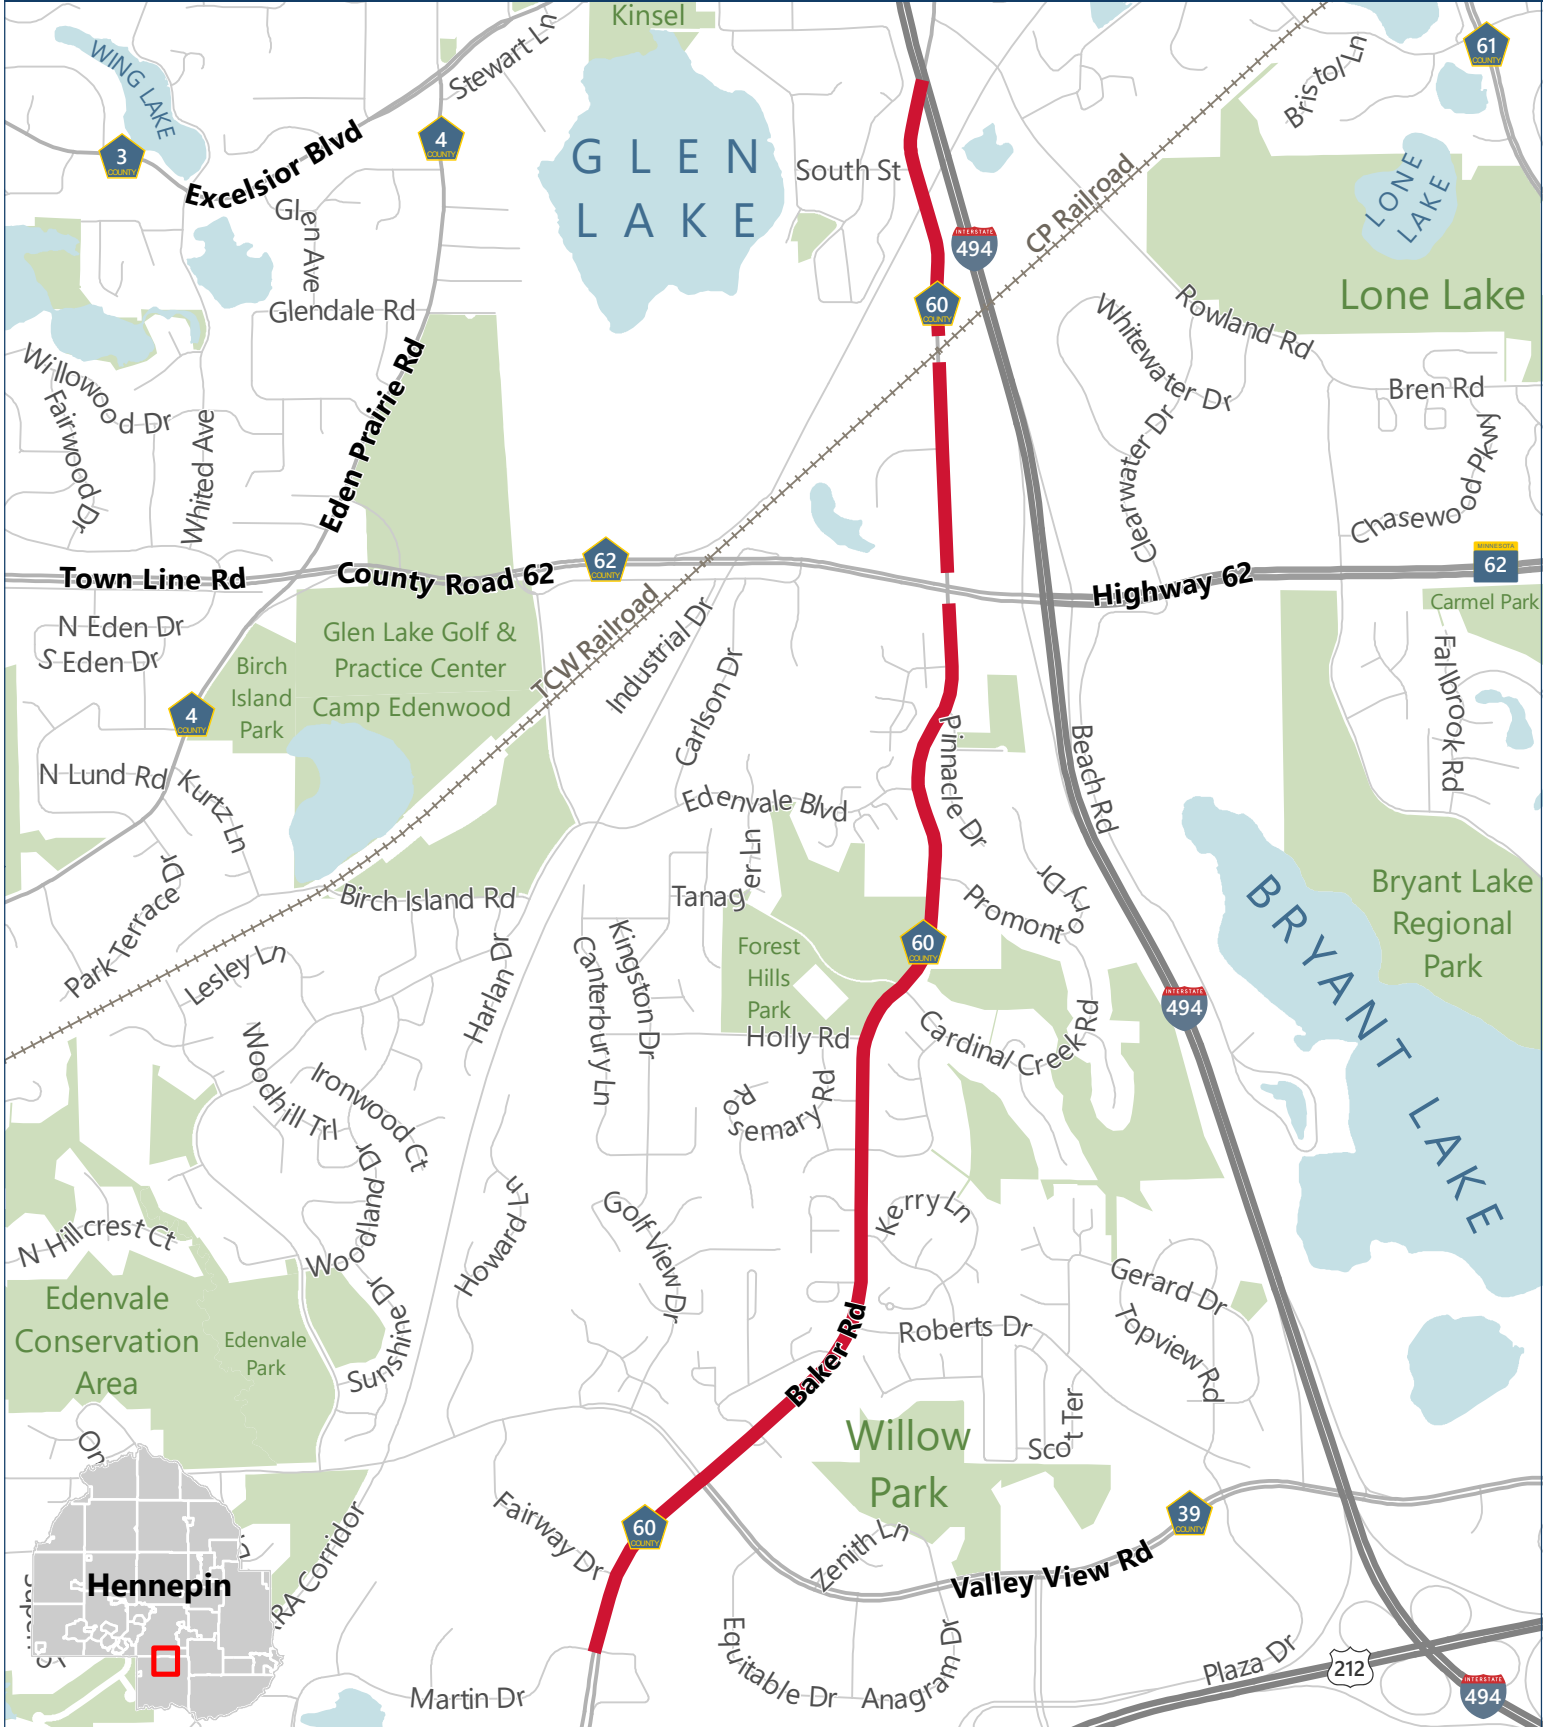 Kinsel
Stewart Ln
WING LAKE
61
COUNTY
Bristol Ln
3
COUNTY
4
COUNTY
Excelsior Blvd
GLEN
LAKE
South St
CP Railroad
LONE
LAKE
Glen Ave
INTERSTATE
494
Lone Lake
60
COUNTY
Glendale Rd
Rowland Rd
Whitewater Dr
Willowood Dr
Fairwood Dr
Whited Ave
Eden Prairie Rd
Bren Rd
Clearwater Dr
Chasewood Pkwy
Town Line Rd
County Road 62
62
COUNTY
Highway 62
MINNESOTA
62
Carmel Park
N Eden Dr
S Eden Dr
Glen Lake Golf &
Practice Center
Camp Edenwood
Birch
Island
Park
TCW Railroad
Industrial Dr
Carlson Dr
Fallbrook Rd
4
COUNTY
Pinnacle Dr
Beach Rd
N Lund Rd
Kurtz Ln
Edenvale Blvd
Park Terrace Dr
Birch Island Rd
Tanager Ln
Promontory Dr
BRYANT LAKE
Bryant Lake
Regional
Park
60
COUNTY
Forest
Hills
Park
Lesley Ln
Harlan Dr
Canterbury Ln
Kingston Dr
INTERSTATE
494
Holly Rd
Cardinal Creek Rd
Woodhill Trl
Ironwood Ct
Rosemary Rd
Woodland Dr
Howard Ln
Golf View Dr
Kerry Ln
N Hillcrest Ct
Gerard Dr
Edenvale
Conservation
Area
Edenvale
Park
Sunshine Dr
Baker Rd
Roberts Dr
Topview Rd
Willow
Park
Scot Ter
On
Fairway Dr
60
COUNTY
39
COUNTY
Zenith Ln
Valley View Rd
Hennepin
RA Corridor
Equitable Dr
Anagram Dr
Plaza Dr
212
Martin Dr
INTERSTATE
494